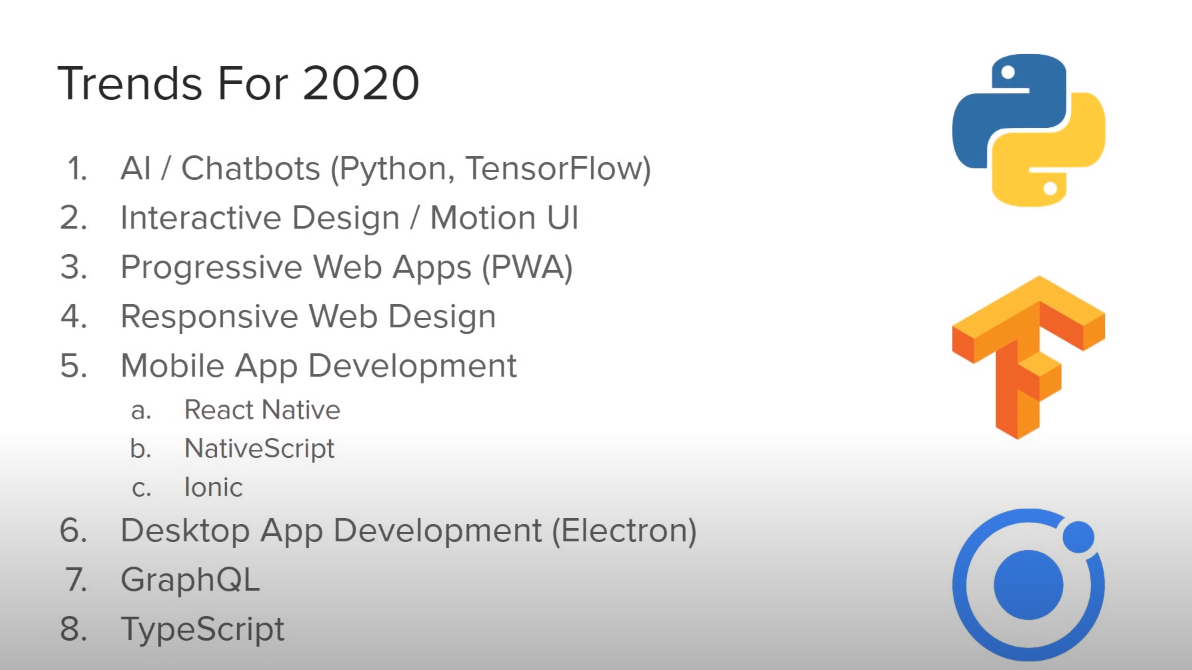 Trends For 2020
1. AI / Chatbots (Python, TensorFlow)
2. Interactive Design / Motion UI
3. Progressive Web Apps (PWA)
4. Responsive Web Design
5. Mobile App Development
a. React Native
b. NativeScript
c. Ionic
6. Desktop App Development (Electron)
7. GraphQL
8. TypeScript